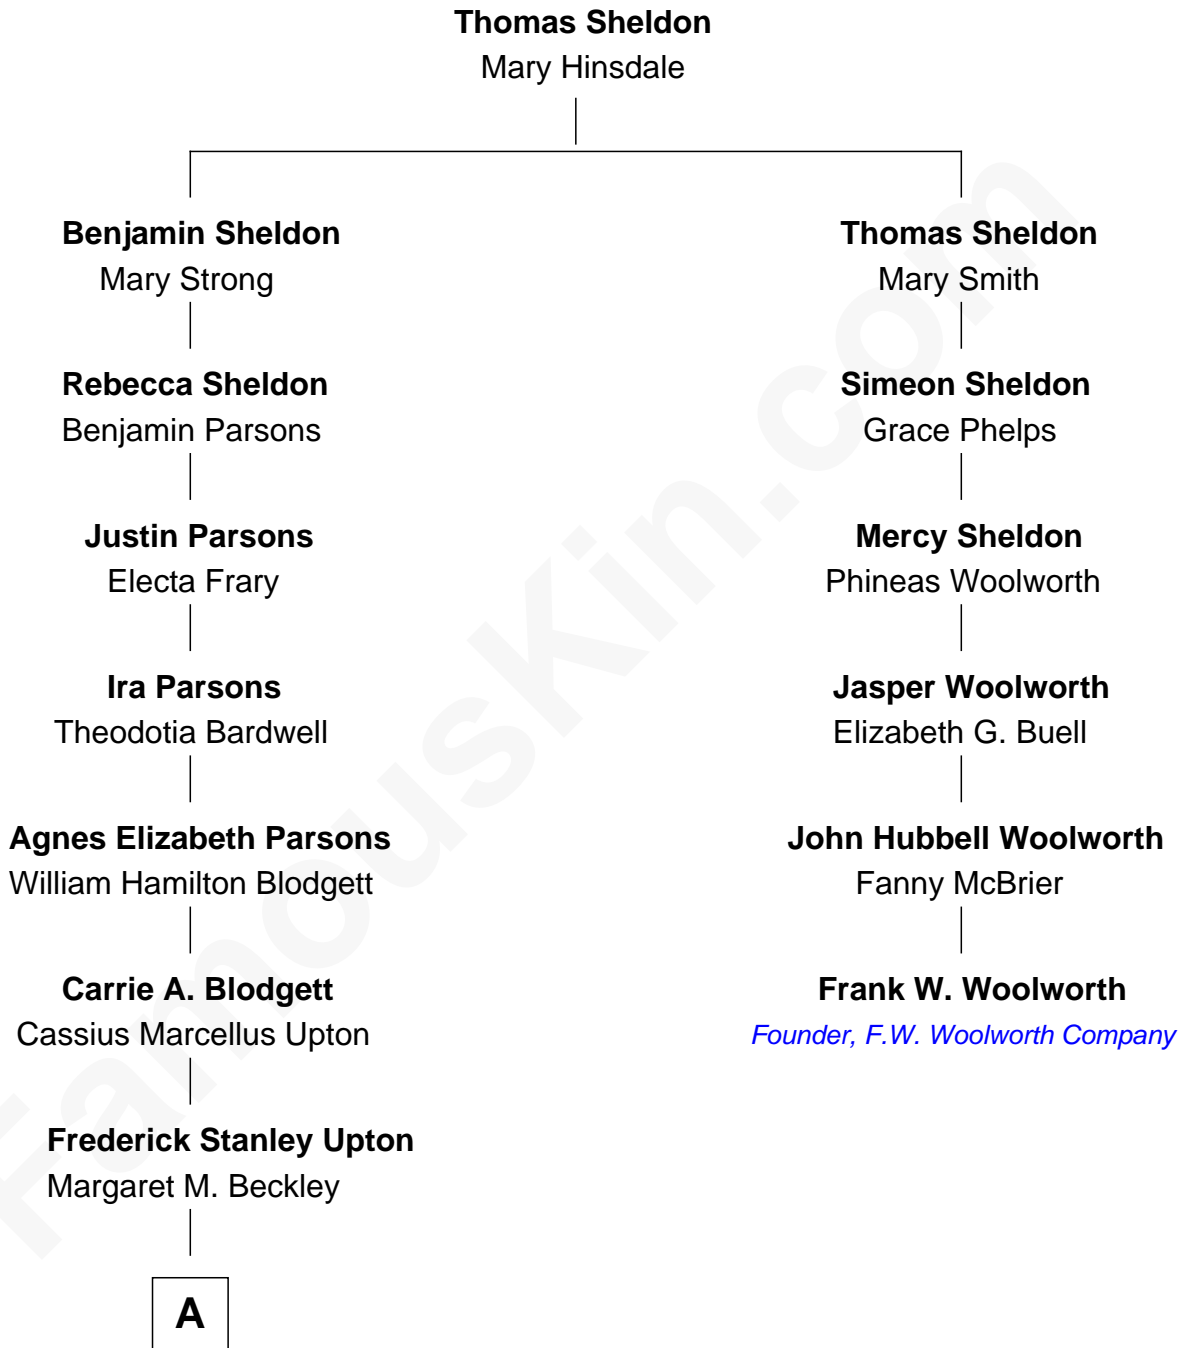 Thomas Sheldon
Mary Hinsdale
Benjamin Sheldon
Mary Strong
Thomas Sheldon
Mary Smith
Rebecca Sheldon
Benjamin Parsons
Simeon Sheldon
Grace Phelps
Justin Parsons
Electa Frary
Mercy Sheldon
Phineas Woolworth
Ira Parsons
Theodotia Bardwell
Jasper Woolworth
Elizabeth G. Buell
Agnes Elizabeth Parsons
William Hamilton Blodgett
John Hubbell Woolworth
Fanny McBrier
Carrie A. Blodgett
Cassius Marcellus Upton
Frank W. Woolworth
Founder, F.W. Woolworth Company
Frederick Stanley Upton
Margaret M. Beckley
A
FamousKin.com